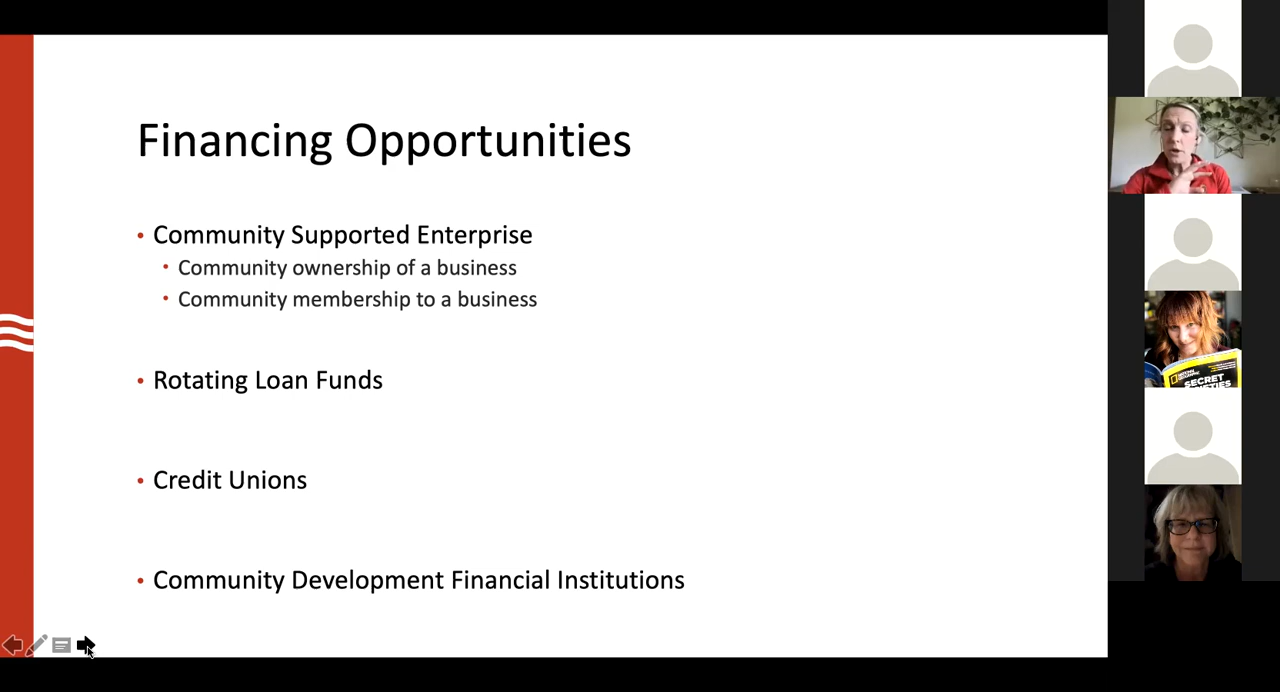 Financing Opportunities
• Community Supported Enterprise
• Community ownership of a business
• Community membership to a business
• Rotating Loan Funds
• Credit Unions
• Community Development Financial Institutions
SECRET